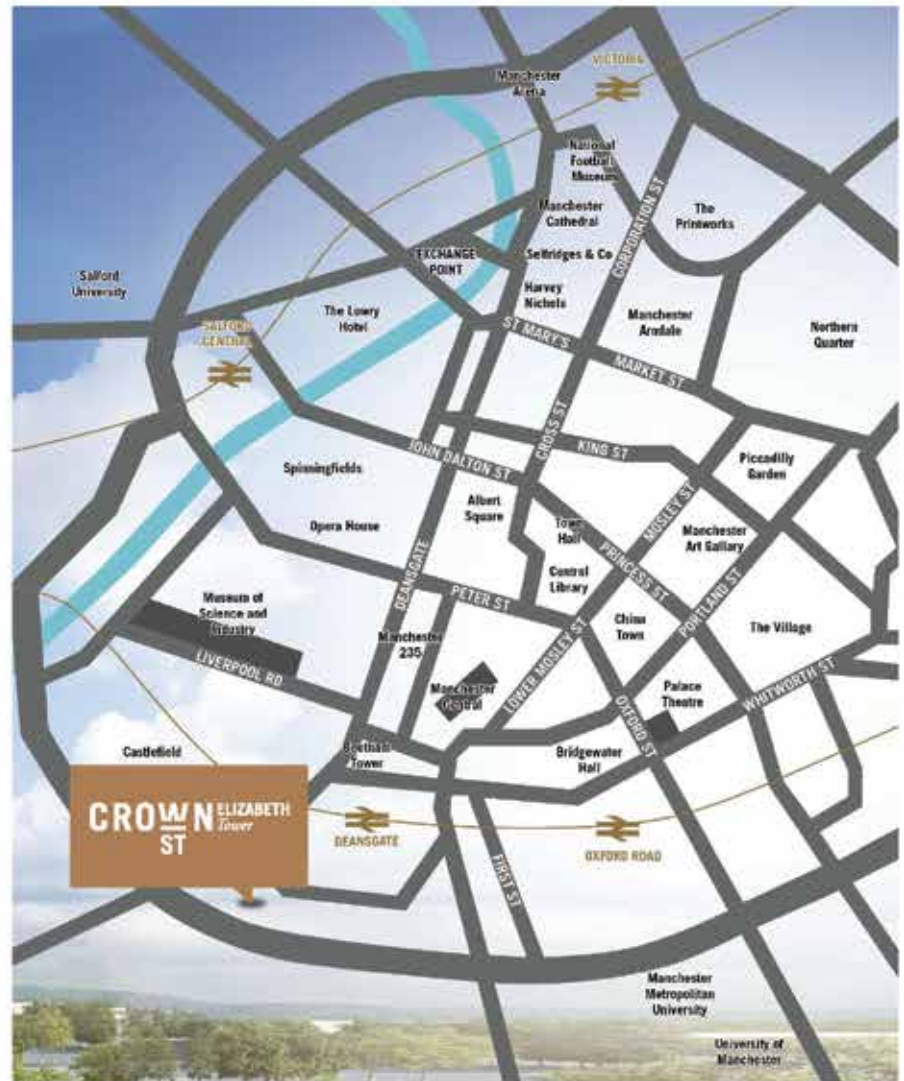 VICTORIA
Manchester
Arena
National
Football
Museum
CORPORATION ST
The
Printworks
Manchester
Cathedral
EXCHANGE
POINT
Selfridges & Co
Salford
University
Harvey
Nichols
The Lowry
Hotel
Manchester
Arndale
Northern
Quarter
SALFORD
CENTRAL
ST MARY'S
MARKET ST
CROSS ST
KING ST
JOHN DALTON ST
Piccadilly
Garden
Spinningfields
Albert
Square
MOSLEY ST
Opera House
Town
Hall
Manchester
Art Gallary
PRINCESS ST
DEANSGATE
Central
Library
PETER ST
PORTLAND ST
Museum of
Science and
Industry
China
Town
The Village
Manchester
235
LIVERPOOL RD
LOWER MOSLEY ST
Manchester
Central
Palace
Theatre
WHITWORTH ST
OXFORD ST
Castlefield
Beetham
Tower
Bridgewater
Hall
CROWN ELIZABETH
ST Tower
DEANSGATE
OXFORD ROAD
FIRST ST
Manchester
Metropolitan
University
University of
Manchester